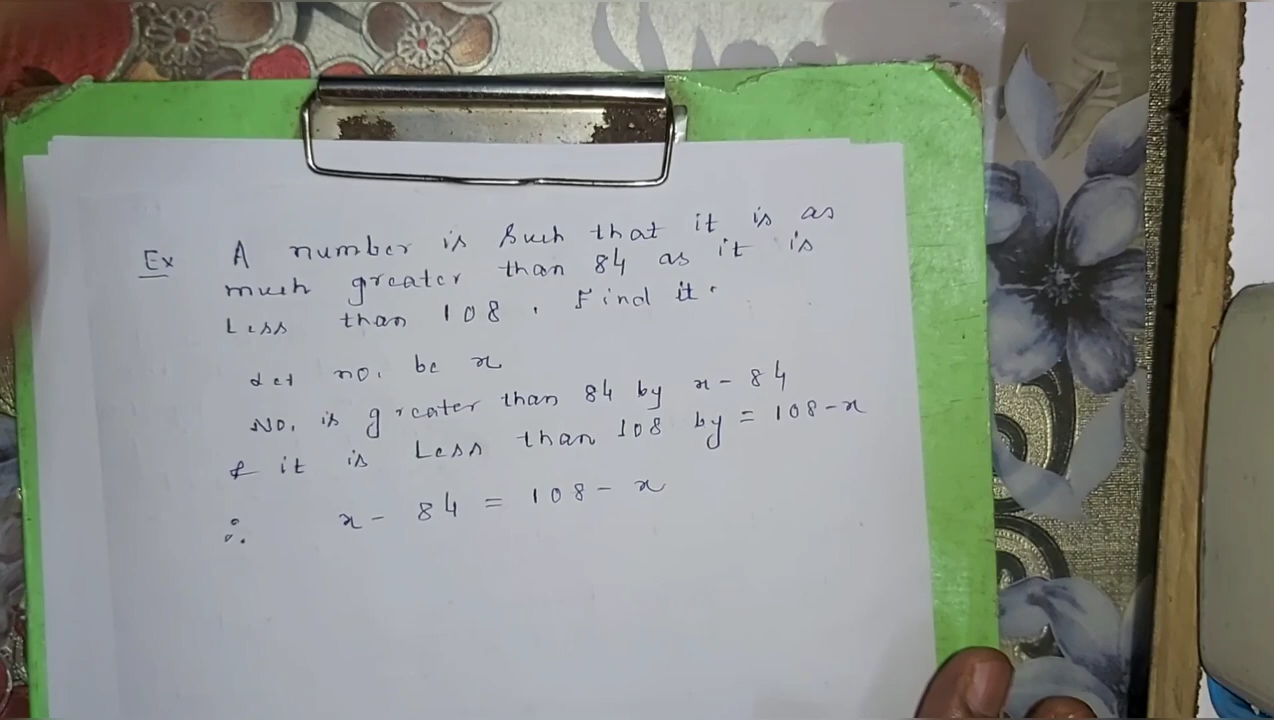 Ex A number is such that it is as
much greater than 84 as it is
Less than 108. Find it.
Let no. be x
No. is greater than 84 by x - 84
& it is Less than 108 by = 108 - x
∴ x - 84 = 108 - x